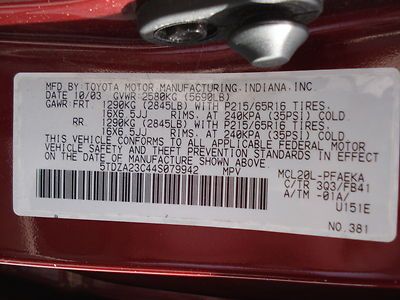 MFD.BY:TOYOTA MOTOR MANUFACTURING,INDIANA,INC.
DATE 10/03 GVWR 2580KG (5690LB)
GAWR:FRT 1290KG (2845LB) WITH P215/65R16 TIRES,
16X6.5JJ RIMS, AT 240KPA (35PSI) COLD
RR 1290KG (2845LB) WITH P215/65R16 TIRES,
16X6.5JJ RIMS, AT 240KPA (35PSI) COLD
THIS VEHICLE CONFORMS TO ALL APPLICABLE FEDERAL MOTOR
VEHICLE SAFETY AND THEFT PREVENTION STANDARDS IN EFFECT
ON THE DATE OF MANUFACTURE SHOWN ABOVE.
5TDZA23C44S079942 MPV
MCL20L-PFAEKA
C/TR 3Q3/FB41
A/TM -01A/
U151E
NO.381